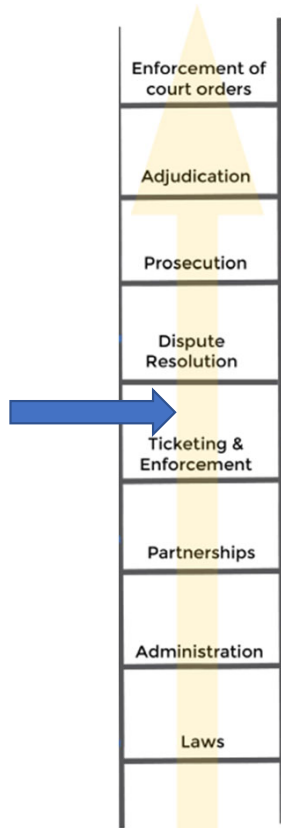 Enforcement of
court orders
Adjudication
Prosecution
Dispute
Resolution
Ticketing &
Enforcement
Partnerships
Administration
Laws